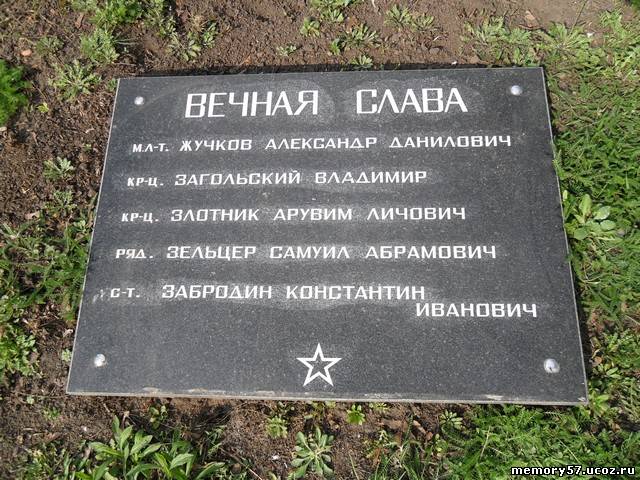 ВЕЧНАЯ СЛАВА
МЛ-Т. ЖУЧКОВ АЛЕКСАНДР ДАНИЛОВИЧ
КР-Ц. ЗАГОЛЬСКИЙ ВЛАДИМИР
КР-Ц. ЗЛОТНИК АРУВИМ ЛИЧОВИЧ
РЯД. ЗЕЛЬЦЕР САМУИЛ АБРАМОВИЧ
С-Т. ЗАБРОДИН КОНСТАНТИН
ИВАНОВИЧ
memory57.ucoz.ru